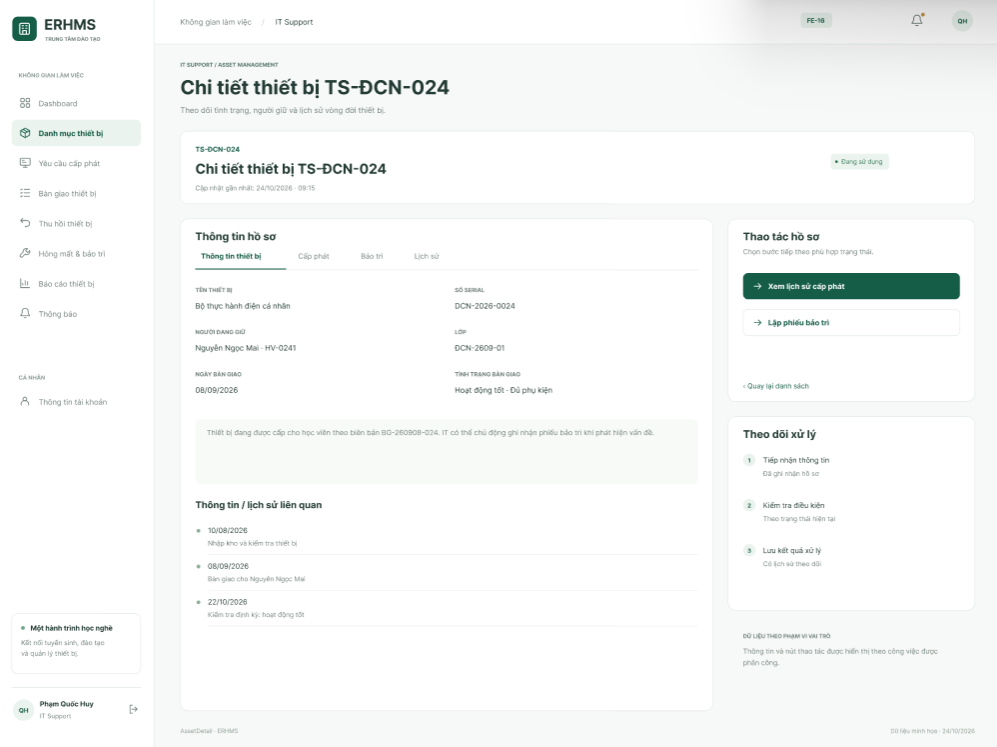 ERHMS
TRUNG TÂM ĐÀO TẠO
KHÔNG GIAN LÀM VIỆC
Dashboard
Danh mục thiết bị
Yêu cầu cấp phát
Bàn giao thiết bị
Thu hồi thiết bị
Hỏng mất & bảo trì
Báo cáo thiết bị
Thông báo
CÁ NHÂN
Thông tin tài khoản
Một hành trình học nghề
Kết nối tuyển sinh, đào tạo
và quản lý thiết bị.
QH
Phạm Quốc Huy
IT Support
Không gian làm việc / IT Support
FE-16
QH
IT SUPPORT / ASSET MANAGEMENT
Chi tiết thiết bị TS-ĐCN-024
Theo dõi tình trạng, người giữ và lịch sử vòng đời thiết bị.
TS-ĐCN-024
Chi tiết thiết bị TS-ĐCN-024
Cập nhật gần nhất: 24/10/2026 · 09:15
Đang sử dụng
Thông tin hồ sơ
Thông tin thiết bị Cấp phát Bảo trì Lịch sử
TÊN THIẾT BỊ
Bộ thực hành điện cá nhân
SỐ SERIAL
DCN-2026-0024
NGƯỜI ĐANG GIỮ
Nguyễn Ngọc Mai · HV-0241
LỚP
ĐCN-2609-01
NGÀY BÀN GIAO
08/09/2026
TÌNH TRẠNG BÀN GIAO
Hoạt động tốt · Đủ phụ kiện
Thiết bị đang được cấp cho học viên theo biên bản BG-260908-024. IT có thể chủ động ghi nhận phiếu bảo trì khi phát hiện vấn đề.
Thông tin / lịch sử liên quan
10/08/2026
Nhập kho và kiểm tra thiết bị
08/09/2026
Bàn giao cho Nguyễn Ngọc Mai
22/10/2026
Kiểm tra định kỳ: hoạt động tốt
Thao tác hồ sơ
Chọn bước tiếp theo phù hợp trạng thái.
→ Xem lịch sử cấp phát
→ Lập phiếu bảo trì
‹ Quay lại danh sách
Theo dõi xử lý
1 Tiếp nhận thông tin
Đã ghi nhận hồ sơ
2 Kiểm tra điều kiện
Theo trạng thái hiện tại
3 Lưu kết quả xử lý
Có lịch sử theo dõi
DỮ LIỆU THEO PHẠM VI VAI TRÒ
Thông tin và nút thao tác được hiển thị theo công việc được
phân công.
AssetDetail · ERHMS
Dữ liệu minh họa · 24/10/2026